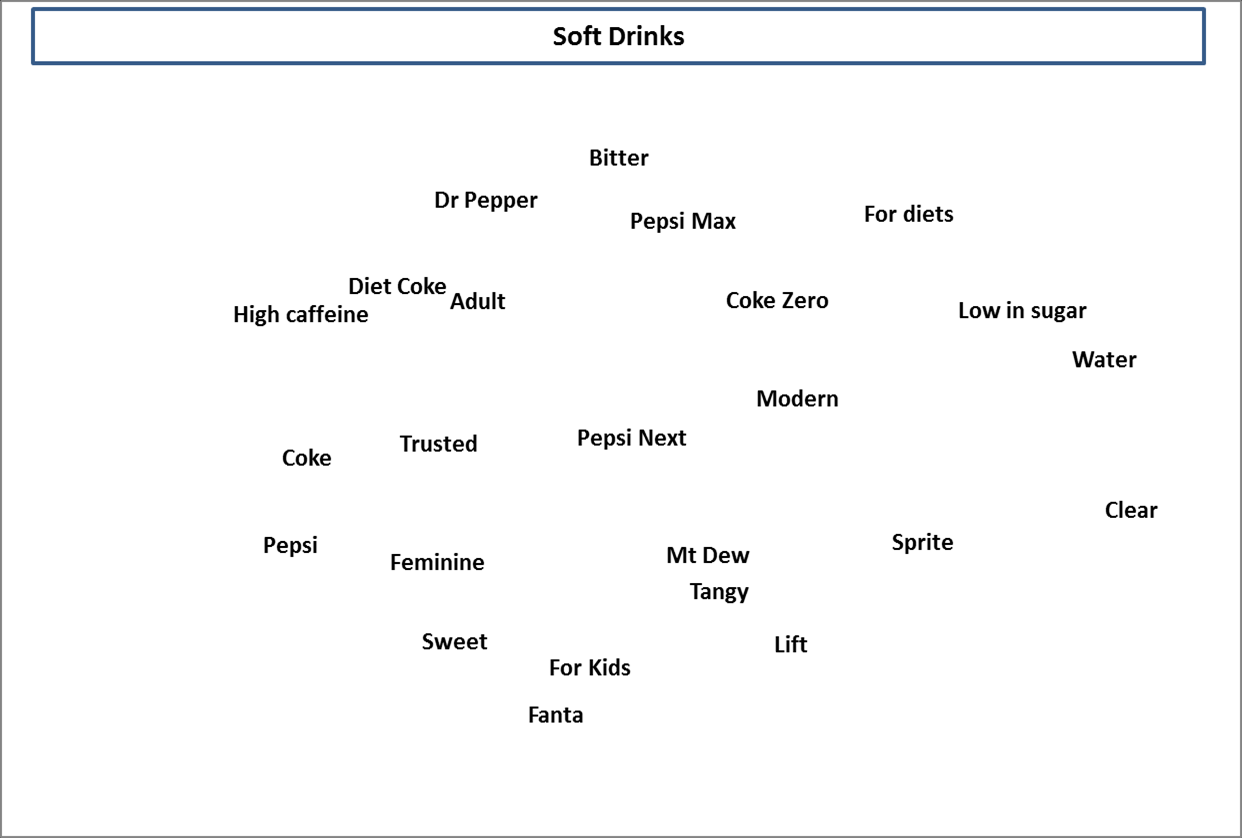 Soft Drinks
Bitter
Dr Pepper
Pepsi Max
For diets
Diet Coke
Adult
High caffeine
Coke Zero
Low in sugar
Water
Modern
Pepsi Next
Trusted
Coke
Clear
Sprite
Pepsi
Feminine
Mt Dew
Tangy
Sweet
Lift
For Kids
Fanta